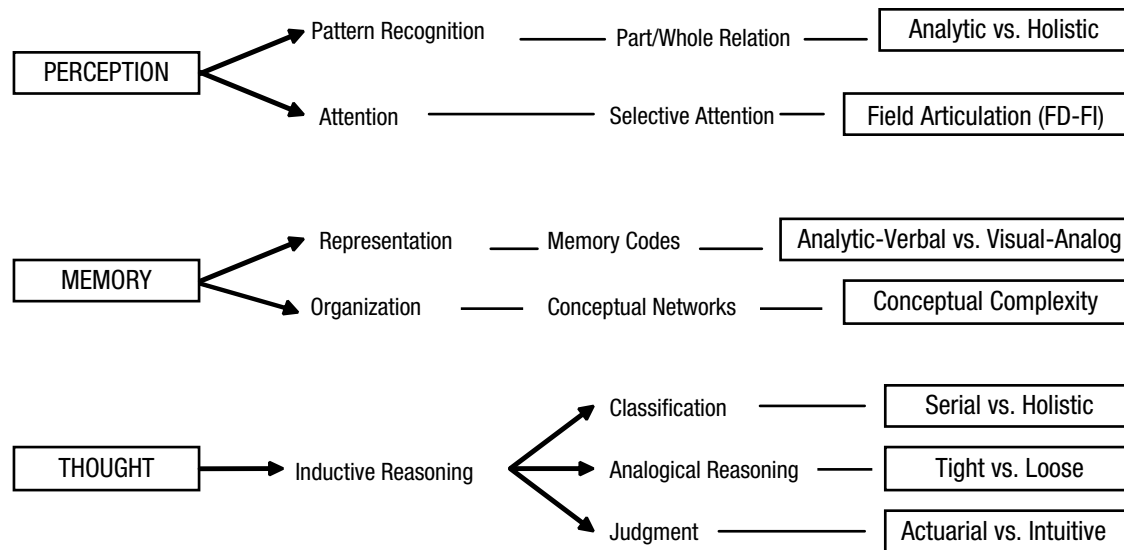 Pattern Recognition
Part/Whole Relation
Analytic vs. Holistic
PERCEPTION
Attention
Selective Attention
Field Articulation (FD-FI)
Representation
Memory Codes
Analytic-Verbal vs. Visual-Analog
MEMORY
Organization
Conceptual Networks
Conceptual Complexity
Classification
Serial vs. Holistic
THOUGHT
Inductive Reasoning
Analogical Reasoning
Tight vs. Loose
Judgment
Actuarial vs. Intuitive